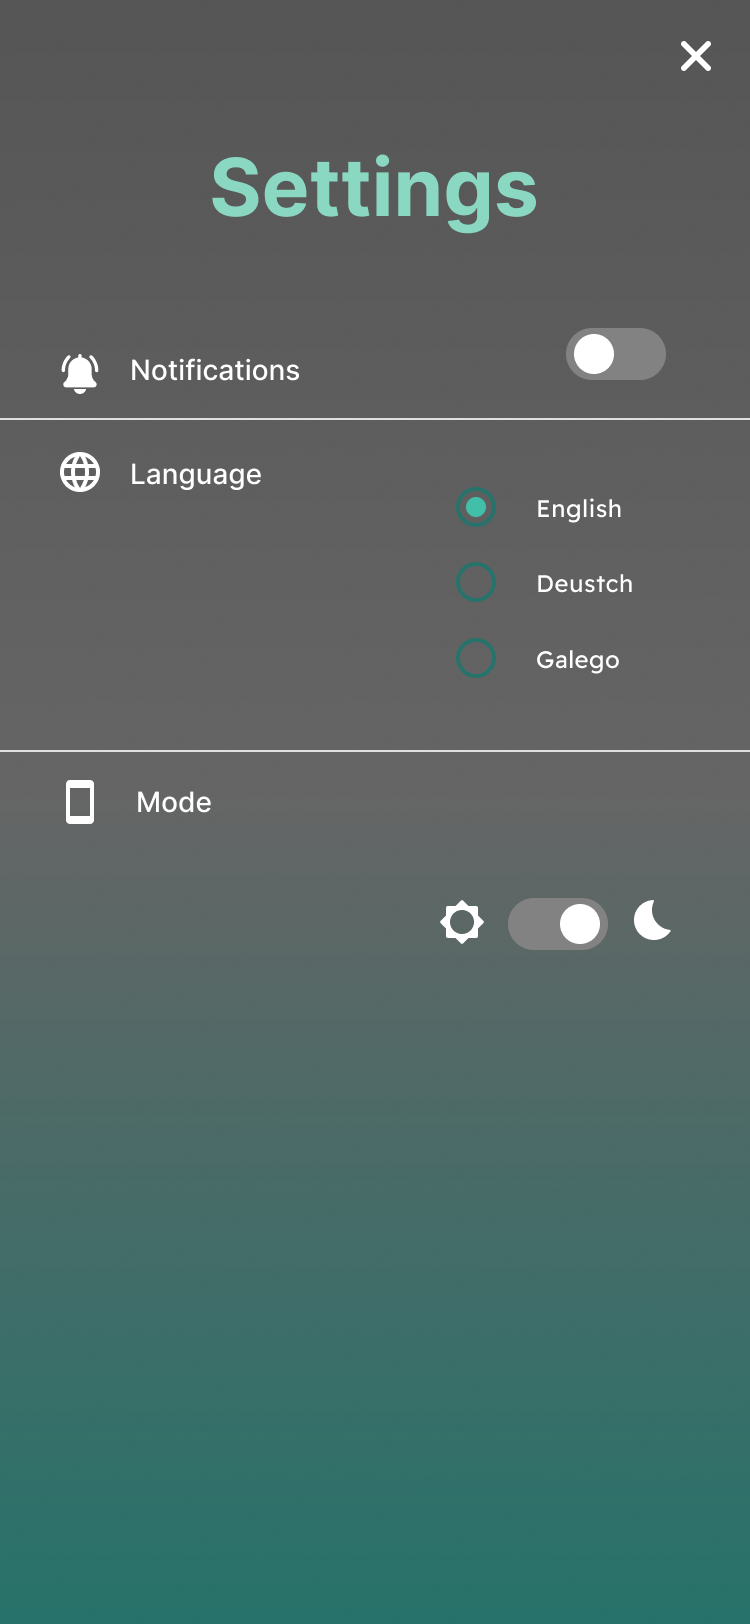 Settings
Notifications
Language
English
Deustch
Galego
Mode